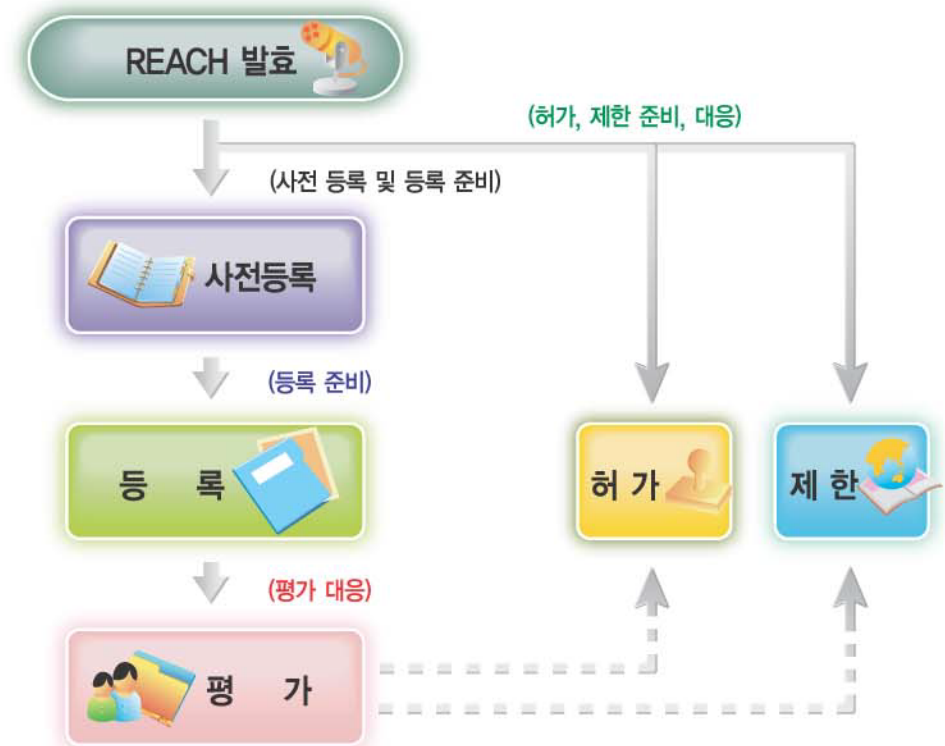 REACH 발효
(허가, 제한 준비, 대응)
(사전 등록 및 등록 준비)
사전등록
(등록 준비)
등 록
허 가
제 한
(평가 대응)
평 가